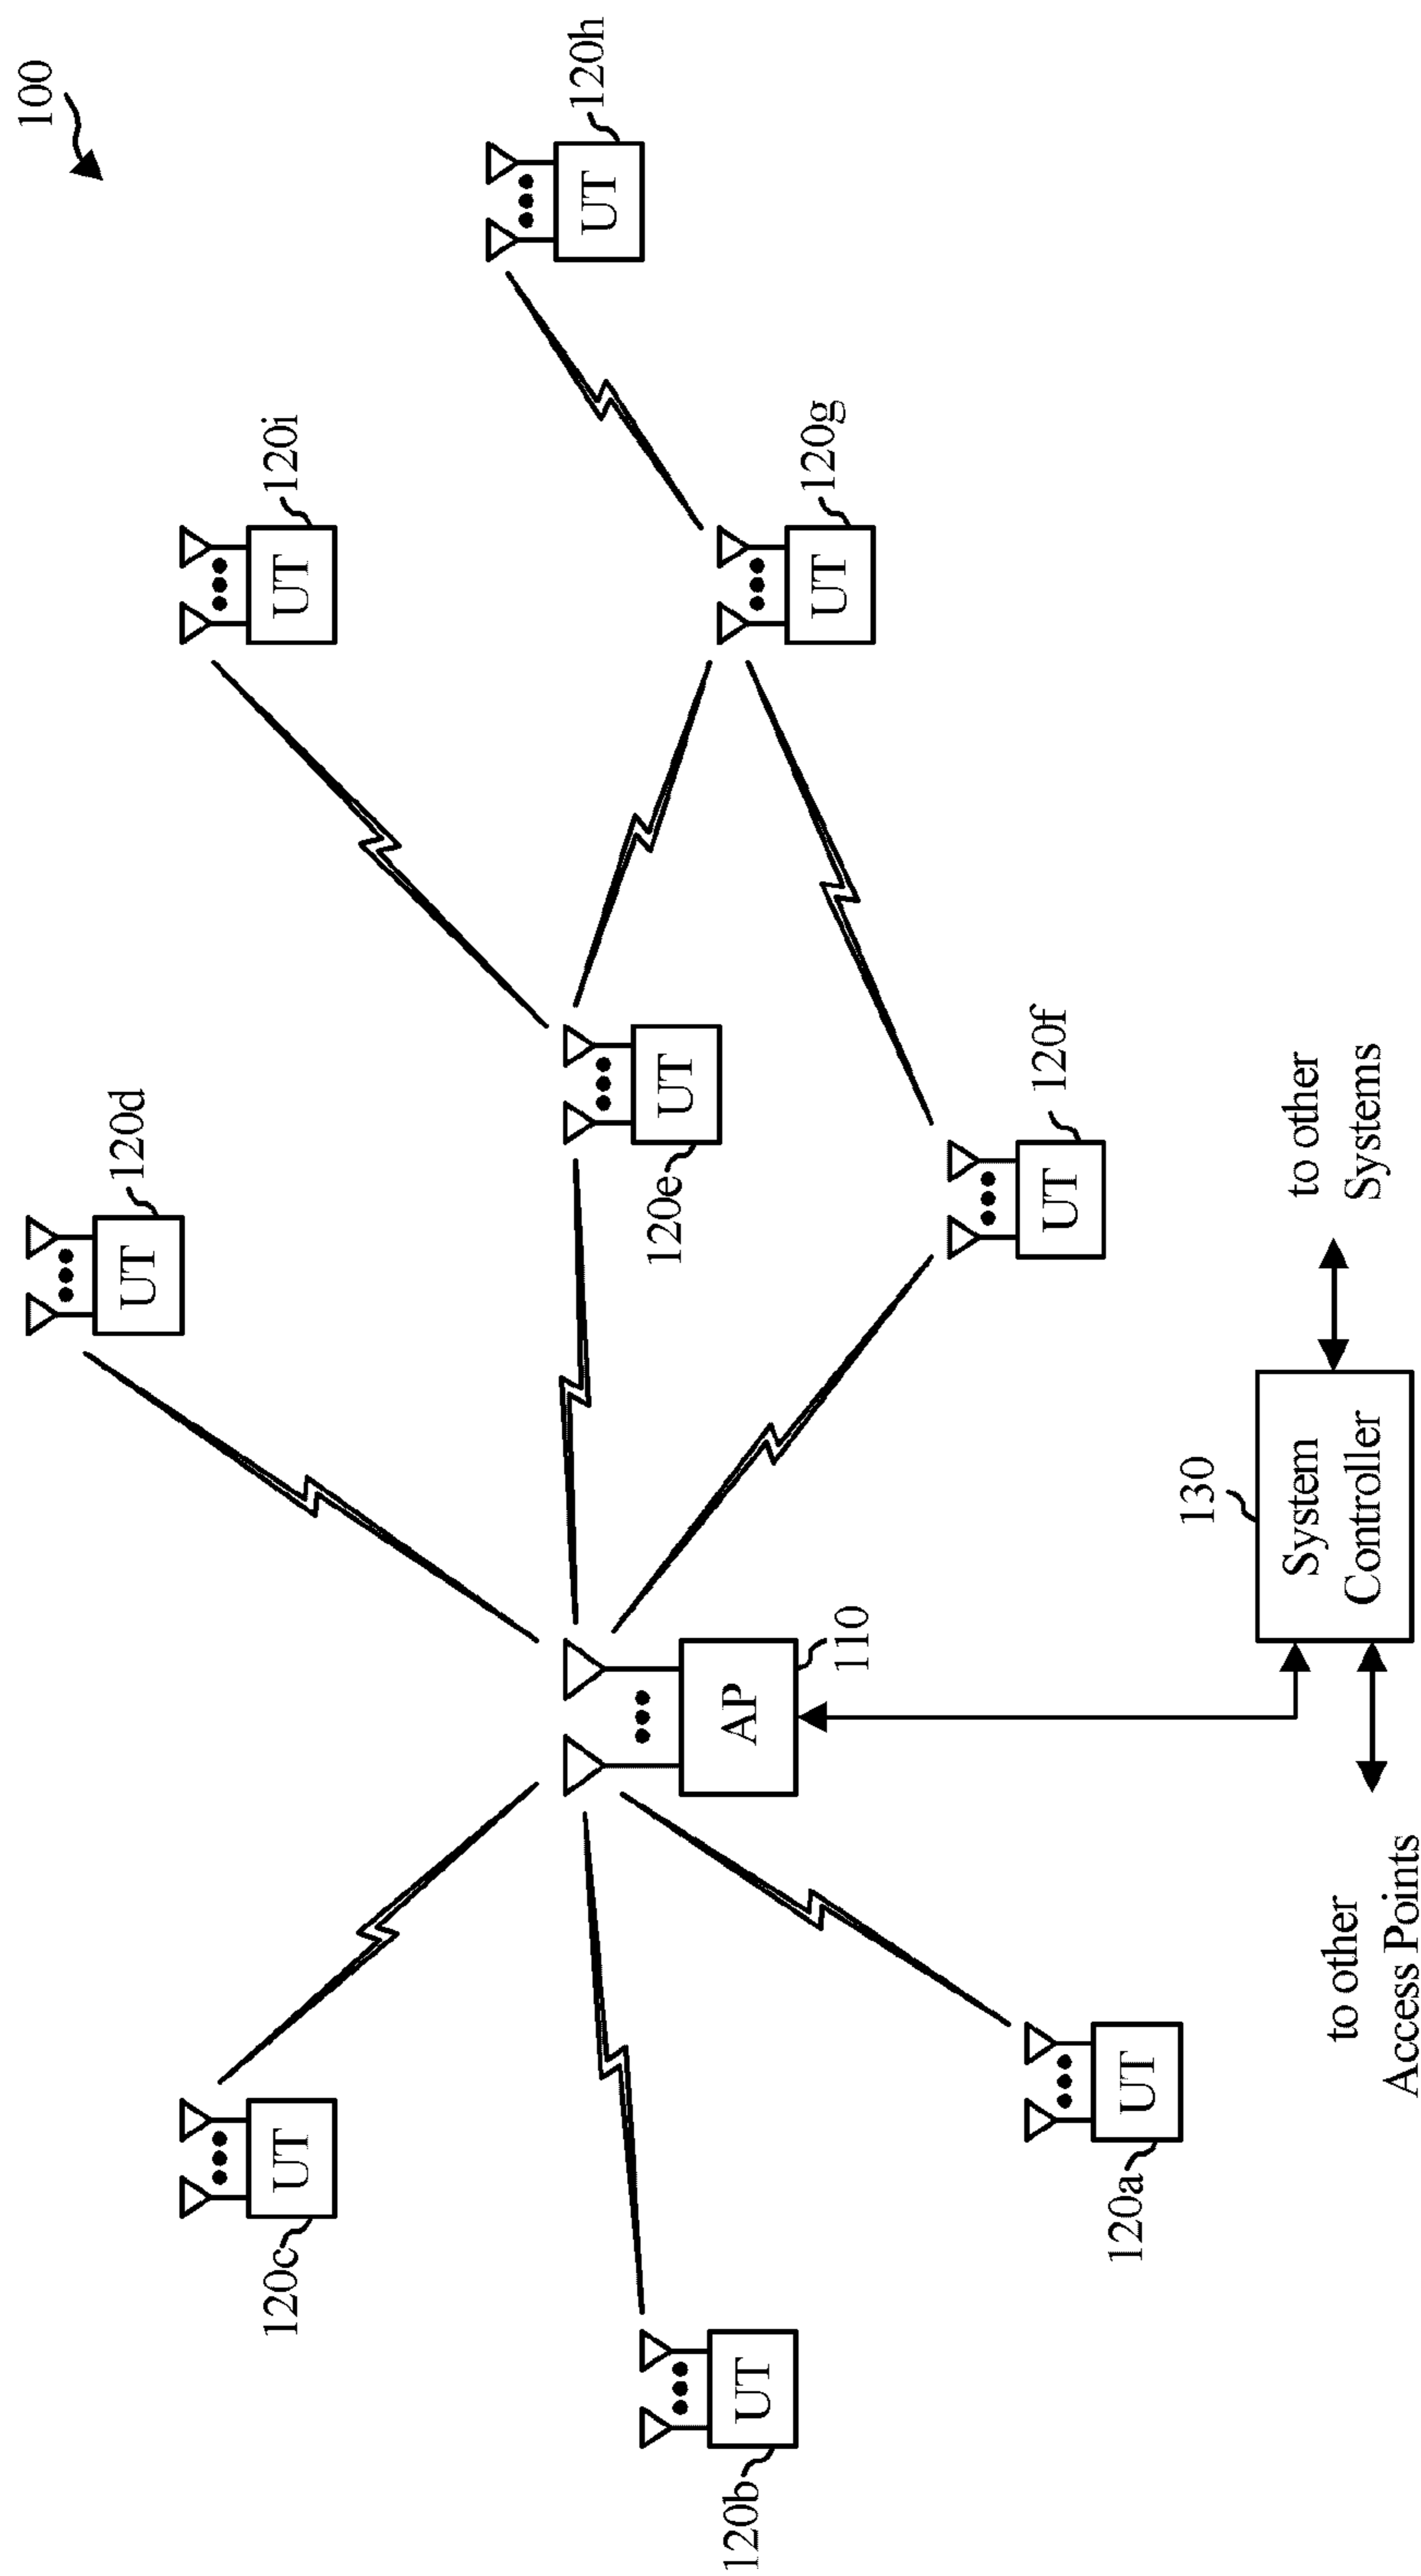 100
UT
120d
UT
120i
UT
120c
UT
120h
UT
120e
UT
120b
AP
110
UT
120g
UT
120f
UT
120a
130
System
Controller
to other
Systems
to other
Access Points